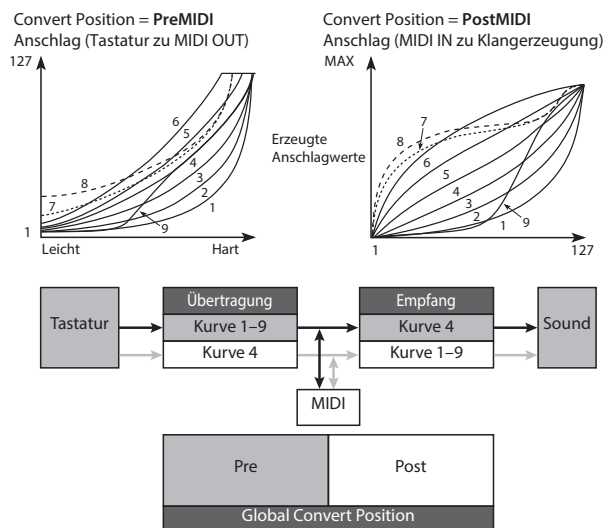 Convert Position = PreMIDI
Anschlag (Tastatur zu MIDI OUT)
127
6
5
4
8
3
7
2
1
9
1
Leicht
Hart
Convert Position = PostMIDI
Anschlag (MIDI IN zu Klangerzeugung)
MAX
7
8
Erzeugte
Anschlagwerte
6
5
4
3
2
1
9
1
127
Übertragung
Empfang
Tastatur
Kurve 1–9
Kurve 4
Sound
Kurve 4
Kurve 1–9
MIDI
Pre
Post
Global Convert Position